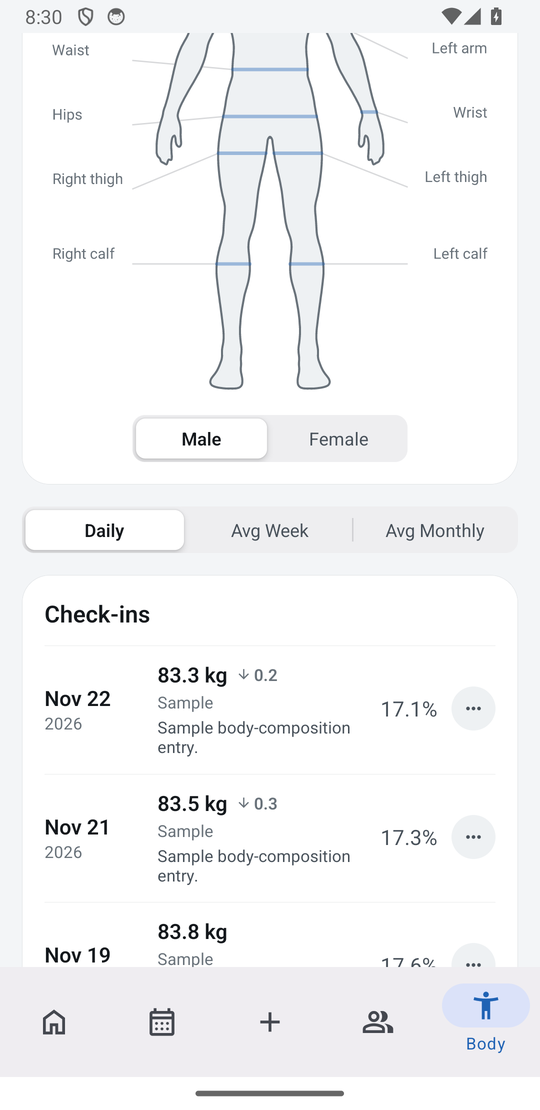 8:30
Waist
Left arm
Hips
Wrist
Right thigh
Left thigh
Right calf
Left calf
Male
Female
Daily
Avg Week
Avg Monthly
Check-ins
Nov 22
2026
83.3 kg ↓ 0.2
Sample
Sample body-composition
entry.
17.1%
Nov 21
2026
83.5 kg ↓ 0.3
Sample
Sample body-composition
entry.
17.3%
Nov 19
83.8 kg
Sample
17.6%
Body